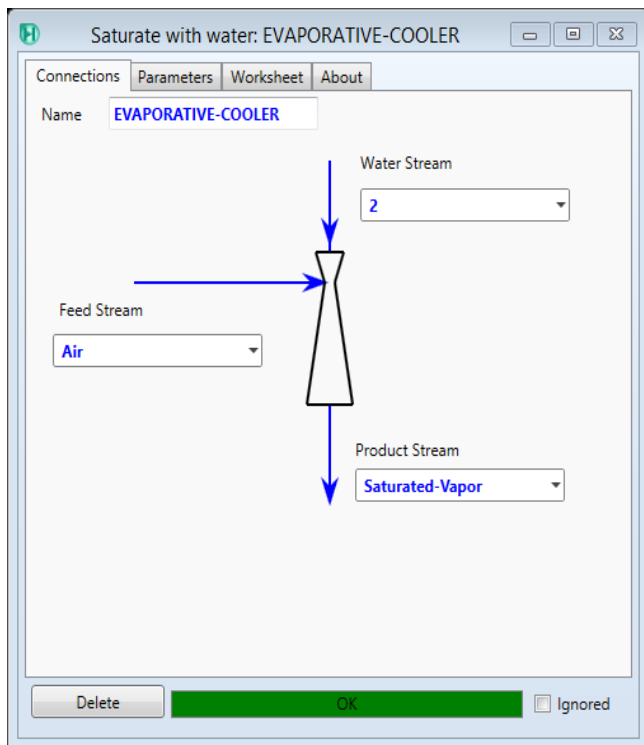 Saturate with water: EVAPORATIVE-COOLER
Connections Parameters Worksheet About
Name EVAPORATIVE-COOLER
Water Stream
2
Feed Stream
Air
Product Stream
Saturated-Vapor
Delete OK Ignored